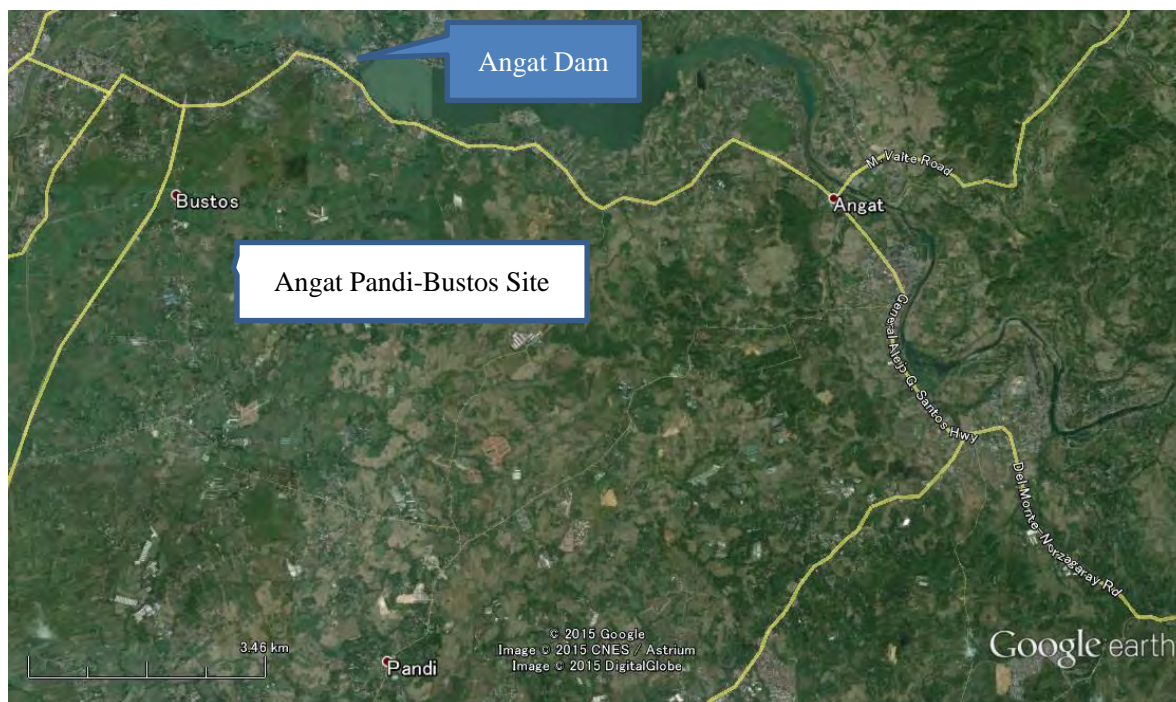 Angat Dam
M. Valte Road
Bustos
Angat
Angat Pandi-Bustos Site
General Alejo G. Santos Hwy
Del Monte-Norzagaray Rd
3.46 km
Pandi
© 2015 Google
Image © 2015 CNES / Astrium
Image © 2015 DigitalGlobe
Google earth